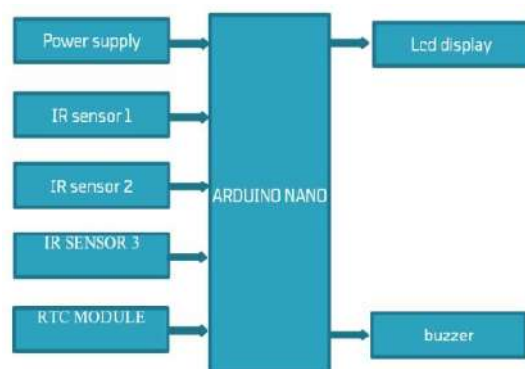 Power supply
IR sensor 1
IR sensor 2
IR SENSOR 3
RTC MODULE
ARDUINO NANO
Lcd display
buzzer